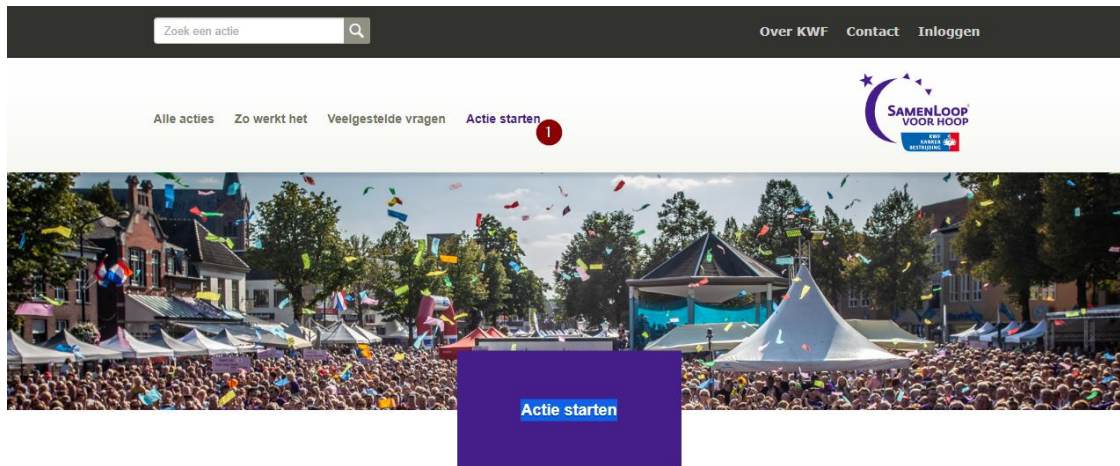 Zoek een actie
Over KWF Contact Inloggen
Alle acties Zo werkt het Veelgestelde vragen Actie starten
1
SAMENLOOP
VOOR HOOP
KWF
KANKER
BESTRIJDING
Actie starten